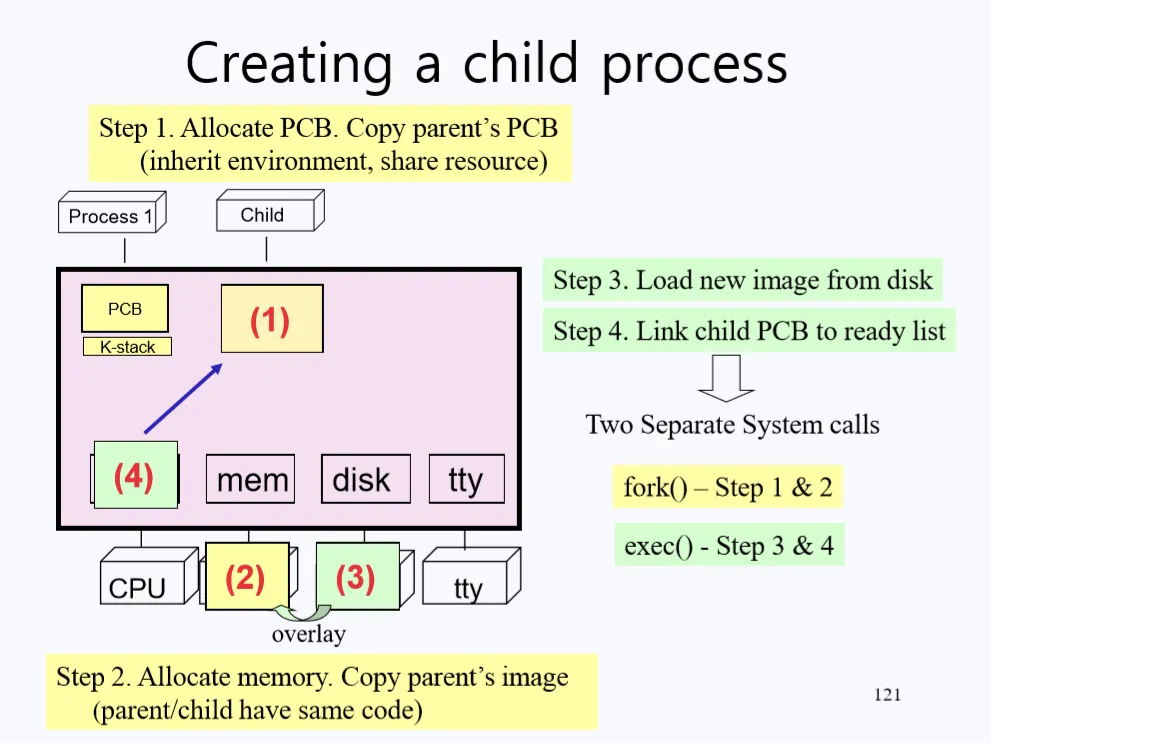 Creating a child process
Step 1. Allocate PCB. Copy parent's PCB
(inherit environment, share resource)
Process 1
Child
PCB
K-stack
(1)
(4)
mem
disk
tty
CPU
(2)
(3)
tty
overlay
Step 2. Allocate memory. Copy parent's image
(parent/child have same code)
Step 3. Load new image from disk
Step 4. Link child PCB to ready list
Two Separate System calls
fork() – Step 1 & 2
exec() - Step 3 & 4
121